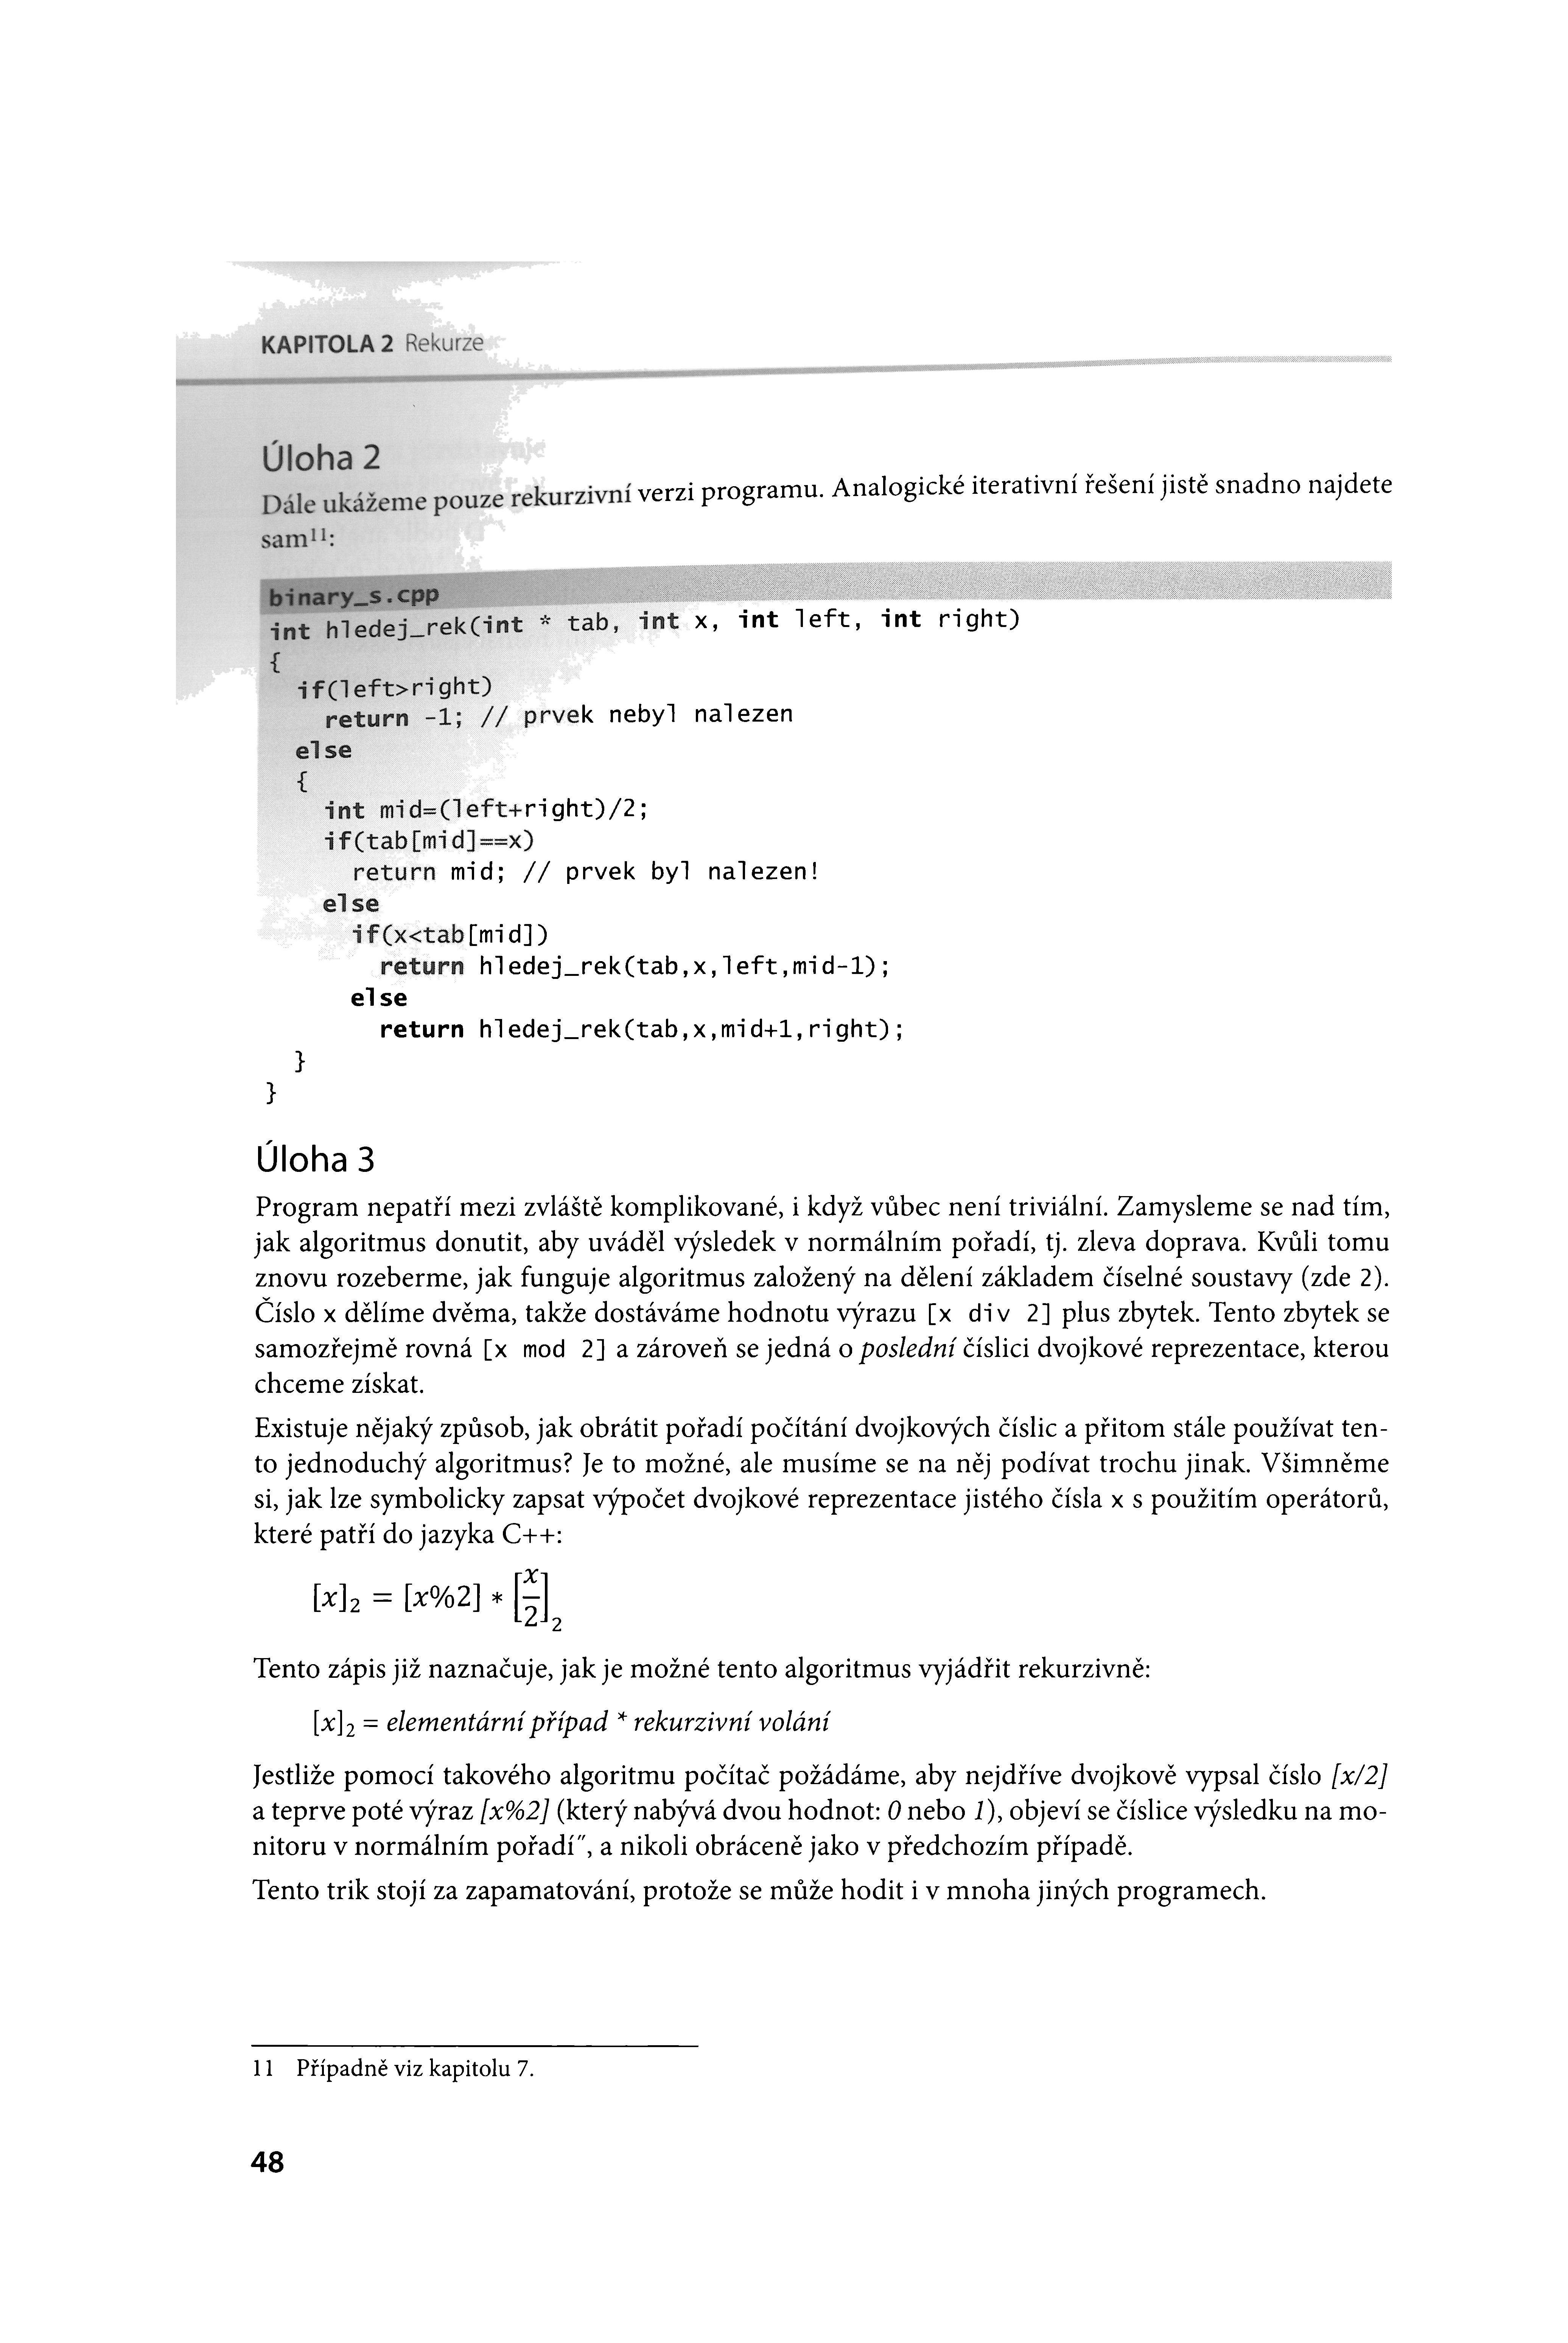 KAPITOLA 2 Rekurze
Úloha 2
Dále ukážeme pouze rekurzivní verzi programu. Analogické iterativní řešení jistě snadno najdete
sam¹¹:
binary_s.cpp
int hledej_rek(int * tab, int x, int left, int right)
{
  if(left>right)
    return -1; // prvek nebyl nalezen
  else
  {
    int mid=(left+right)/2;
    if(tab[mid]==x)
      return mid; // prvek byl nalezen!
    else
      if(x<tab[mid])
        return hledej_rek(tab,x,left,mid-1);
      else
        return hledej_rek(tab,x,mid+1,right);
  }
}
Úloha 3
Program nepatří mezi zvláště komplikované, i když vůbec není triviální. Zamysleme se nad tím,
jak algoritmus donutit, aby uváděl výsledek v normálním pořadí, tj. zleva doprava. Kvůli tomu
znovu rozeberme, jak funguje algoritmus založený na dělení základem číselné soustavy (zde 2).
Číslo x dělíme dvěma, takže dostáváme hodnotu výrazu [x div 2] plus zbytek. Tento zbytek se
samozřejmě rovná [x mod 2] a zároveň se jedná o poslední číslici dvojkové reprezentace, kterou
chceme získat.
Existuje nějaký způsob, jak obrátit pořadí počítání dvojkových číslic a přitom stále používat ten-
to jednoduchý algoritmus? Je to možné, ale musíme se na něj podívat trochu jinak. Všimněme
si, jak lze symbolicky zapsat výpočet dvojkové reprezentace jistého čísla x s použitím operátorů,
které patří do jazyka C++:
[x]₂ = [x%2] * [x/2]₂
Tento zápis již naznačuje, jak je možné tento algoritmus vyjádřit rekurzivně:
[x]₂ = elementární případ * rekurzivní volání
Jestliže pomocí takového algoritmu počítač požádáme, aby nejdříve dvojkově vypsal číslo [x/2]
a teprve poté výraz [x%2] (který nabývá dvou hodnot: 0 nebo 1), objeví se číslice výsledku na mo-
nitoru v normálním pořadí", a nikoli obráceně jako v předchozím případě.
Tento trik stojí za zapamatování, protože se může hodit i v mnoha jiných programech.
11 Případně viz kapitolu 7.
48